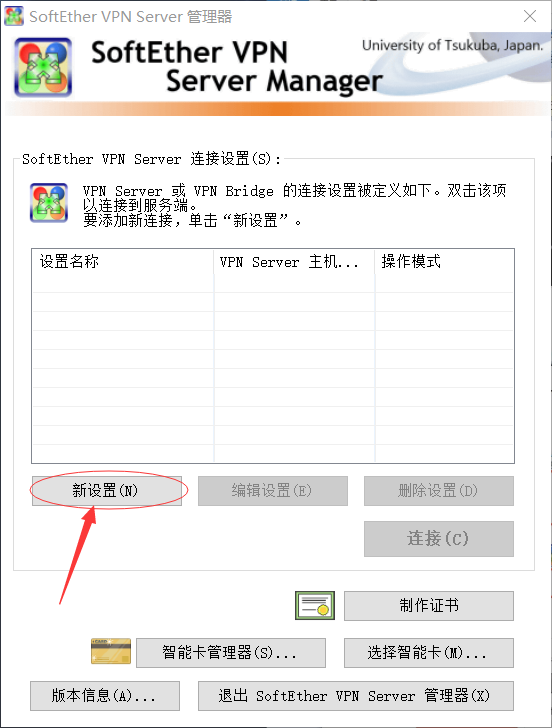 SoftEther VPN Server 管理器
SoftEther VPN
Server Manager
University of Tsukuba, Japan.
SoftEther VPN Server 连接设置(S):
VPN Server 或 VPN Bridge 的连接设置被定义如下。双击该项
以连接到服务端。
要添加新连接，单击“新设置”。
设置名称 VPN Server 主机... 操作模式
新设置(N) 编辑设置(E) 删除设置(D)
连接(C)
制作证书
智能卡管理器(S)... 选择智能卡(M)...
版本信息(A)... 退出 SoftEther VPN Server 管理器(X)